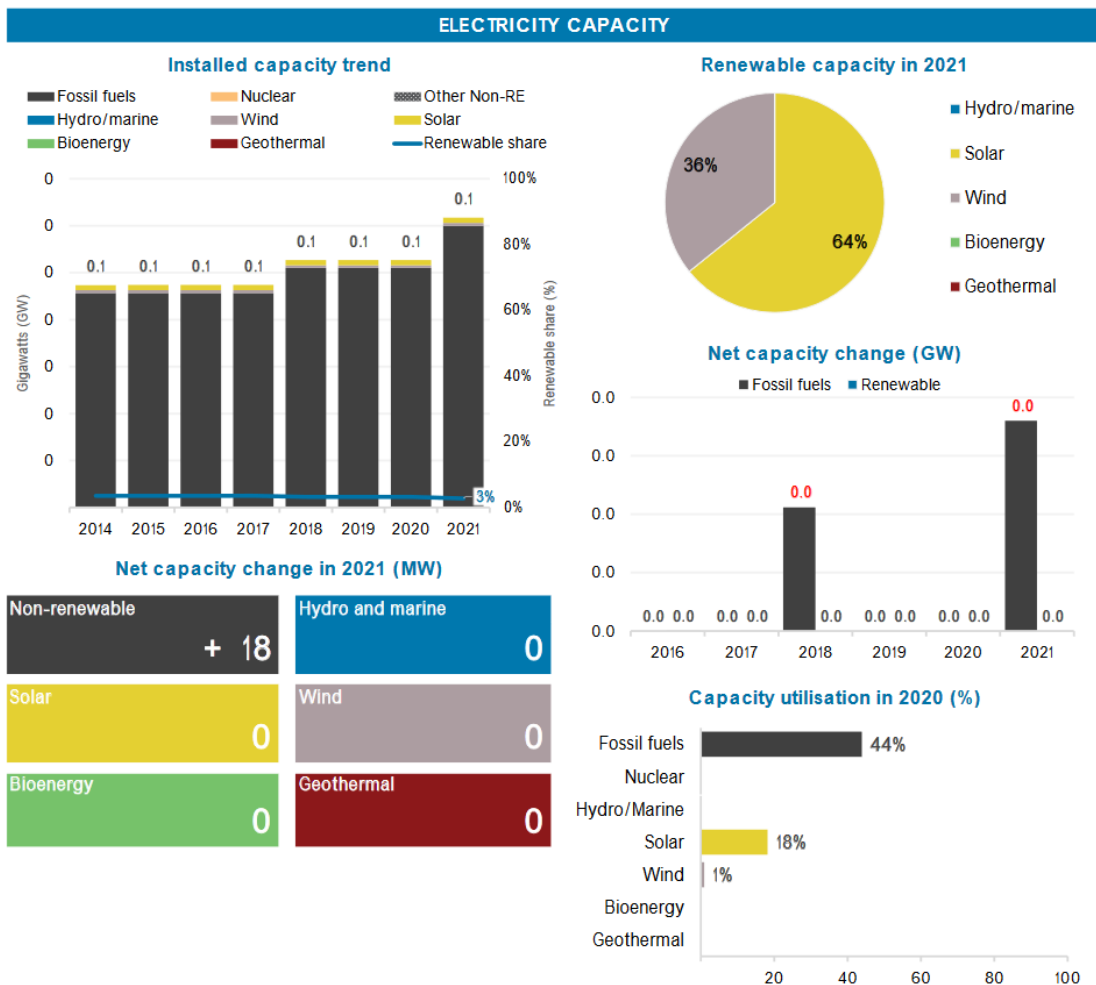 ELECTRICITY CAPACITY
Installed capacity trend
Fossil fuels Nuclear Other Non-RE
Hydro/marine Wind Solar
Bioenergy Geothermal Renewable share
Gigawatts (GW)
0
0
0
0
0
0
0
0.1 0.1 0.1 0.1 0.1 0.1 0.1 0.1
100%
80%
60%
40%
20%
0%
Renewable share (%)
3%
2014 2015 2016 2017 2018 2019 2020 2021
Renewable capacity in 2021
36%
64%
Hydro/marine
Solar
Wind
Bioenergy
Geothermal
Net capacity change (GW)
Fossil fuels Renewable
0.0
0.0
0.0
0.0
0.0
0.0 0.0 0.0 0.0 0.0 0.0 0.0 0.0 0.0 0.0 0.0 0.0
2016 2017 2018 2019 2020 2021
Net capacity change in 2021 (MW)
Non-renewable
+ 18
Hydro and marine
0
Solar
0
Wind
0
Bioenergy
0
Geothermal
0
Capacity utilisation in 2020 (%)
Fossil fuels 44%
Nuclear
Hydro/Marine
Solar 18%
Wind 1%
Bioenergy
Geothermal
20 40 60 80 100